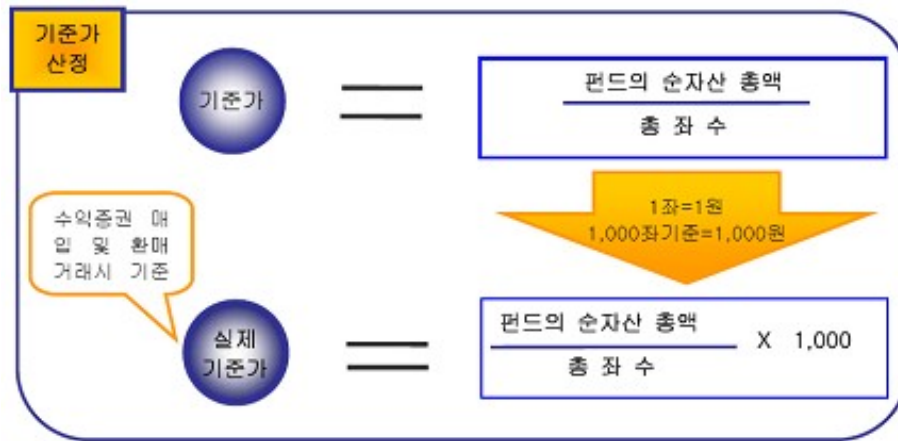 기준가
산정
기준가
펀드의 순자산 총액
총 좌 수
1좌=1원
1,000좌기준=1,000원
수익증권 매
입 및 환매
거래시 기준
실제
기준가
펀드의 순자산 총액
X 1,000
총 좌 수